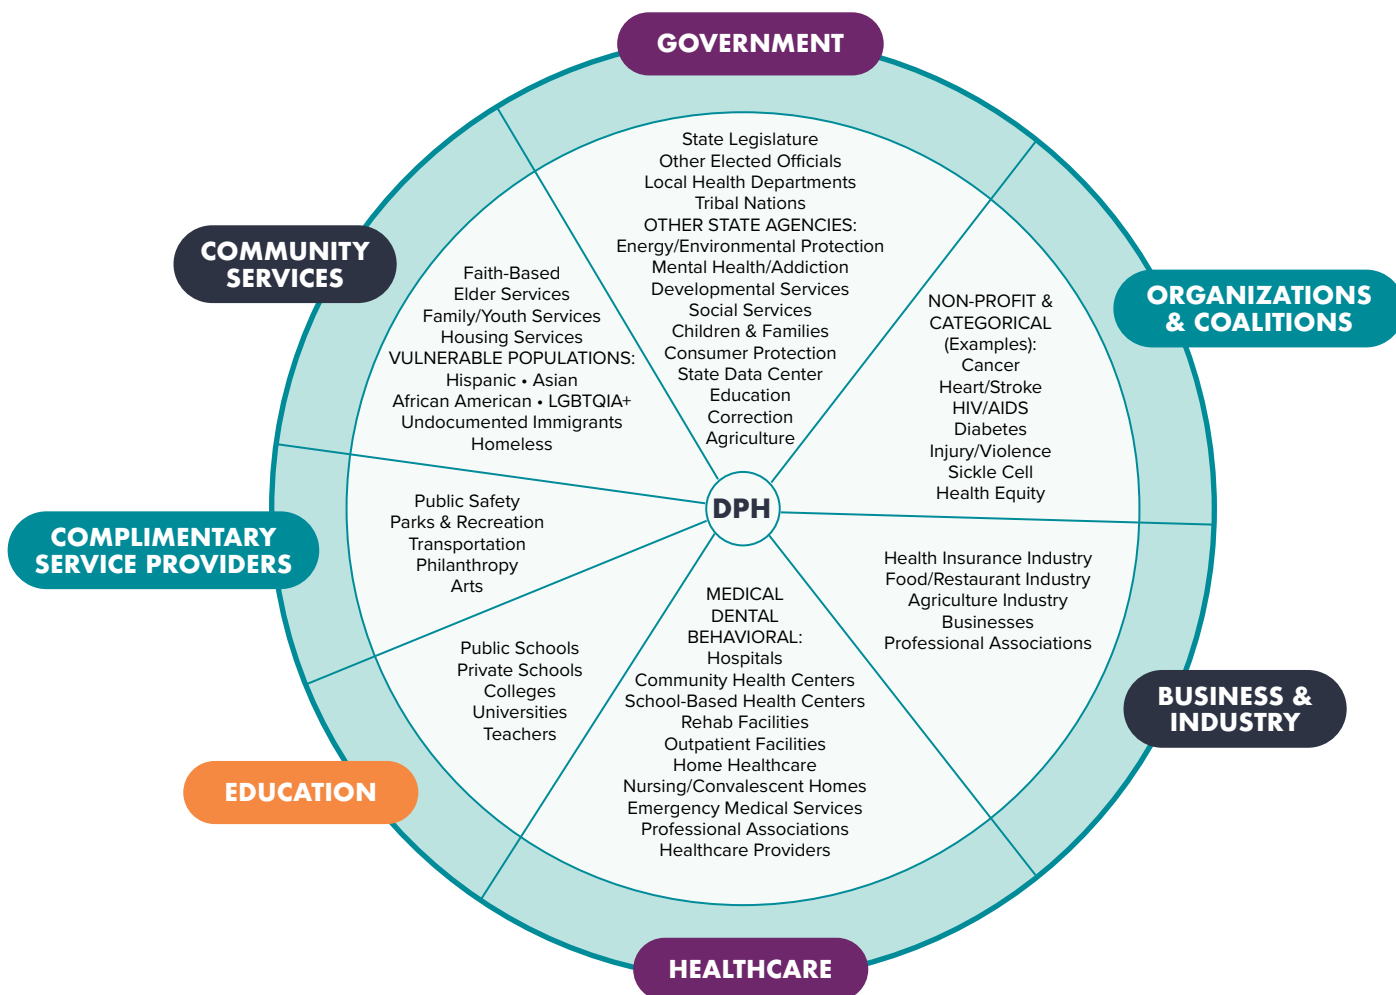 GOVERNMENT
State Legislature
Other Elected Officials
Local Health Departments
Tribal Nations
OTHER STATE AGENCIES:
Energy/Environmental Protection
Mental Health/Addiction
Developmental Services
Social Services
Children & Families
Consumer Protection
State Data Center
Education
Correction
Agriculture
ORGANIZATIONS
& COALITIONS
NON-PROFIT &
CATEGORICAL
(Examples):
Cancer
Heart/Stroke
HIV/AIDS
Diabetes
Injury/Violence
Sickle Cell
Health Equity
BUSINESS &
INDUSTRY
Health Insurance Industry
Food/Restaurant Industry
Agriculture Industry
Businesses
Professional Associations
HEALTHCARE
MEDICAL
DENTAL
BEHAVIORAL:
Hospitals
Community Health Centers
School-Based Health Centers
Rehab Facilities
Outpatient Facilities
Home Healthcare
Nursing/Convalescent Homes
Emergency Medical Services
Professional Associations
Healthcare Providers
EDUCATION
Public Schools
Private Schools
Colleges
Universities
Teachers
COMPLIMENTARY
SERVICE PROVIDERS
Public Safety
Parks & Recreation
Transportation
Philanthropy
Arts
COMMUNITY
SERVICES
Faith-Based
Elder Services
Family/Youth Services
Housing Services
VULNERABLE POPULATIONS:
Hispanic • Asian
African American • LGBTQIA+
Undocumented Immigrants
Homeless
DPH